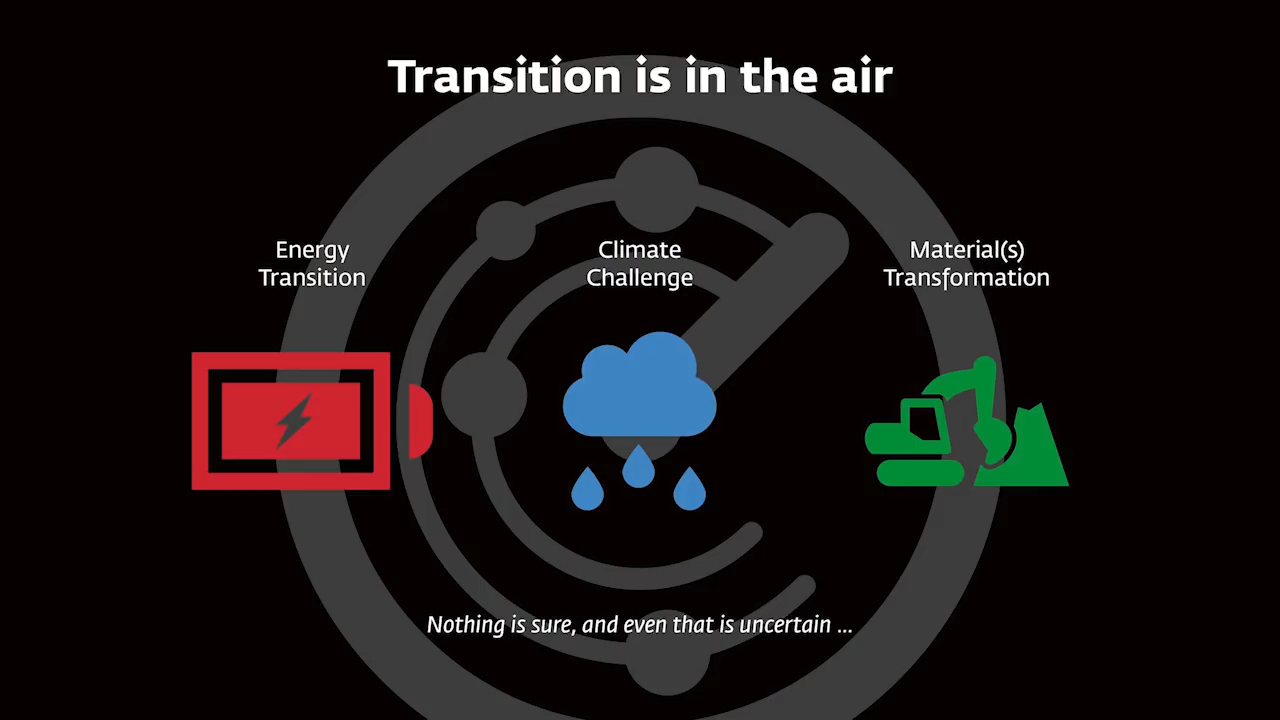 Transition is in the air
Energy
Transition
Climate
Challenge
Material(s)
Transformation
Nothing is sure, and even that is uncertain ...